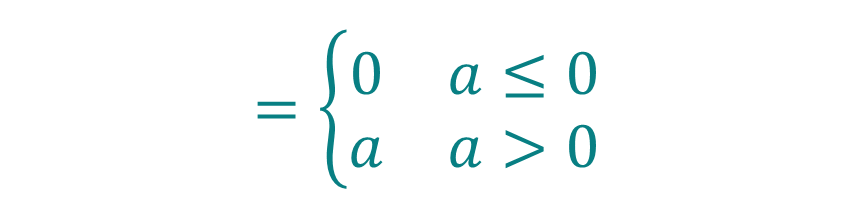 = { 0 a ≤ 0
a a > 0